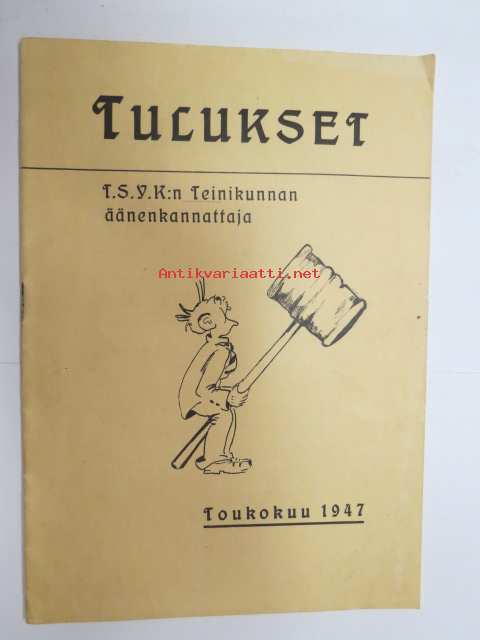 TULUKSET
T.S.Y.K:n Teinikunnan
äänenkannattaja
Antikvariaatti.net
Toukokuu 1947